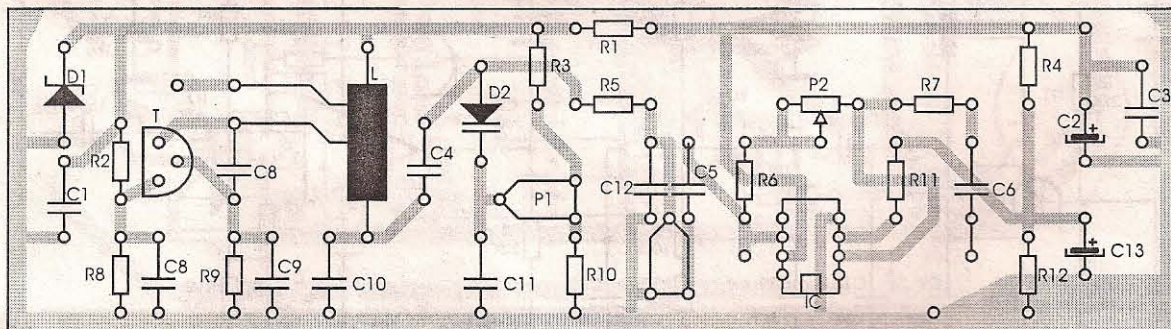 R1
D1
L
R3
R4
D2
R5
P2
R7
C3
T
C2
+
R2
C8
C4
C12
C5
R6
R11
C6
C1
P1
+
C13
R8
C8
R9
C9
C10
C11
R10
IC
R12